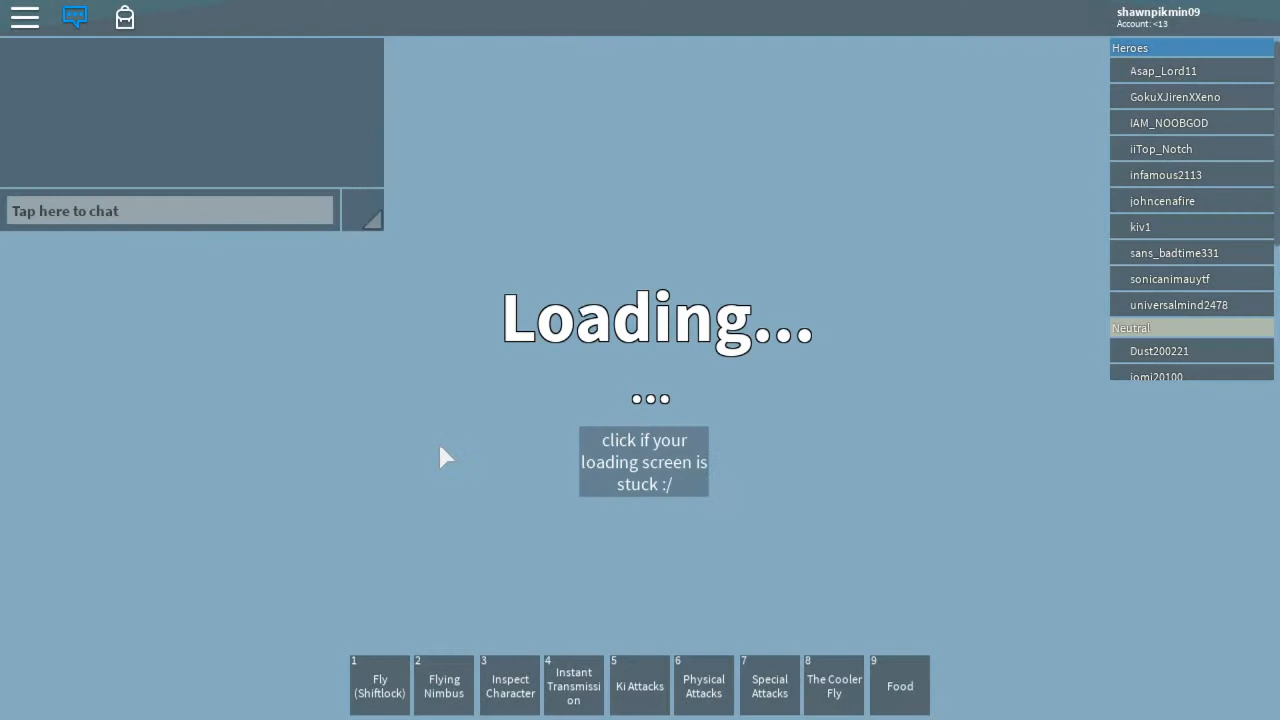 shawnpikmin09
Account: <13
Heroes
Asap_Lord11
GokuXJirenXXeno
IAM_NOOBGOD
iiTop_Notch
infamous2113
johncenafire
kiv1
sans_badtime331
sonicanimauytf
universalmind2478
Neutral
Dust200221
jomi20100
Tap here to chat
Loading...
...
click if your
loading screen is
stuck :/
1
Fly
(Shiftlock)
2
Flying
Nimbus
3
Inspect
Character
4
Instant
Transmissi
on
5
Ki Attacks
6
Physical
Attacks
7
Special
Attacks
8
The Cooler
Fly
9
Food